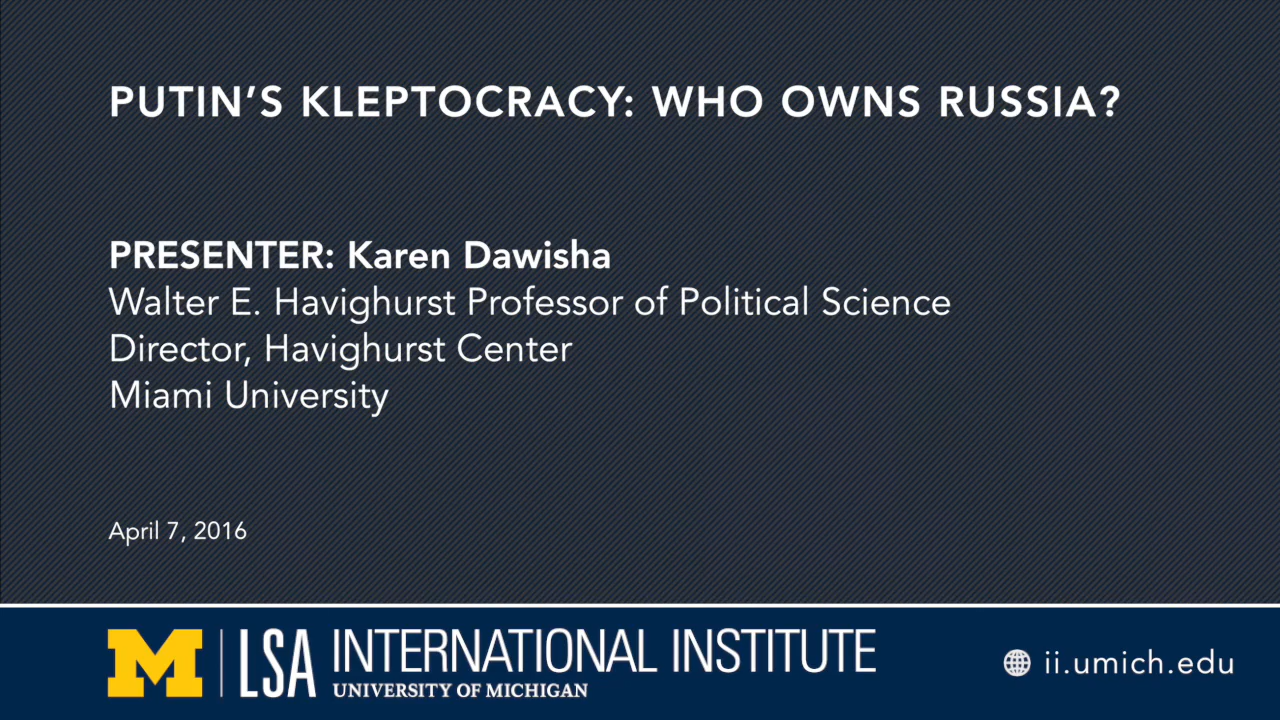 PUTIN’S KLEPTOCRACY: WHO OWNS RUSSIA?
PRESENTER: Karen Dawisha
Walter E. Havighurst Professor of Political Science
Director, Havighurst Center
Miami University
April 7, 2016
M LSA INTERNATIONAL INSTITUTE
UNIVERSITY OF MICHIGAN
ii.umich.edu